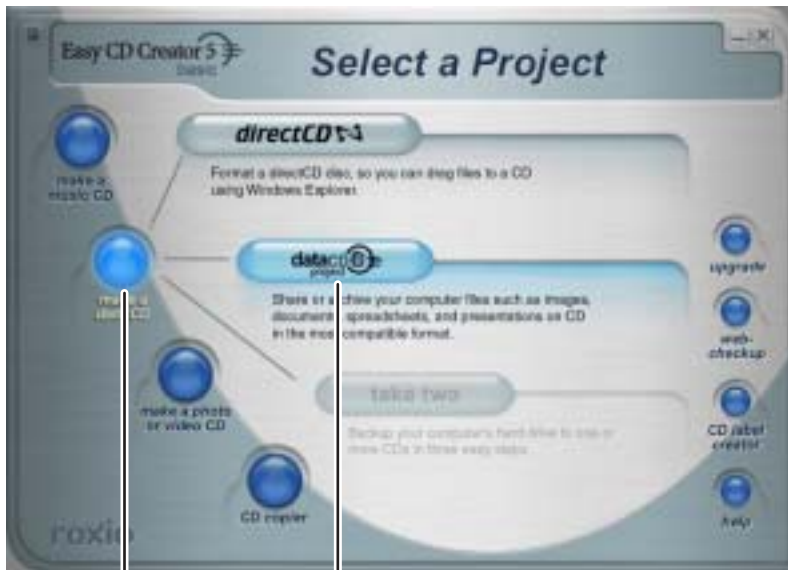 Easy CD Creator 5
basic
Select a Project
directCD
Format a directCD disc, so you can drag files to a CD
using Windows Explorer.
make a
music CD
datacd
project
make a
data CD
Share or archive your computer files such as images,
documents, spreadsheets, and presentations on CD
in the most compatible format.
take two
Backup your computer's hard drive to one or
more CDs in three easy steps.
make a photo
or video CD
CD copier
upgrade
web-
checkup
CD label
creator
help
roxio